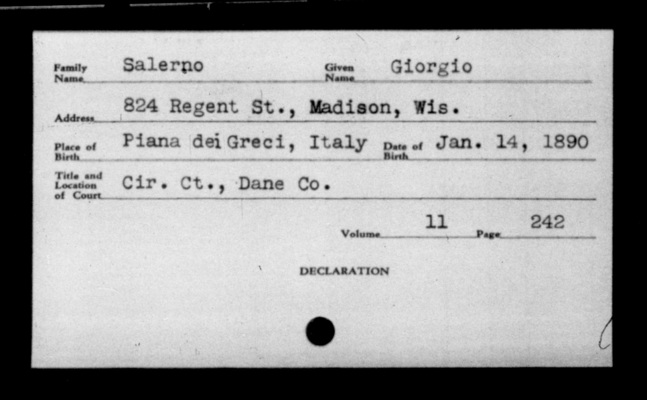 Family Name Salerno Given Name Giorgio
Address 824 Regent St., Madison, Wis.
Place of Birth Piana dei Greci, Italy Date of Birth Jan. 14, 1890
Title and Location of Court Cir. Ct., Dane Co.
Volume 11 Page 242
DECLARATION